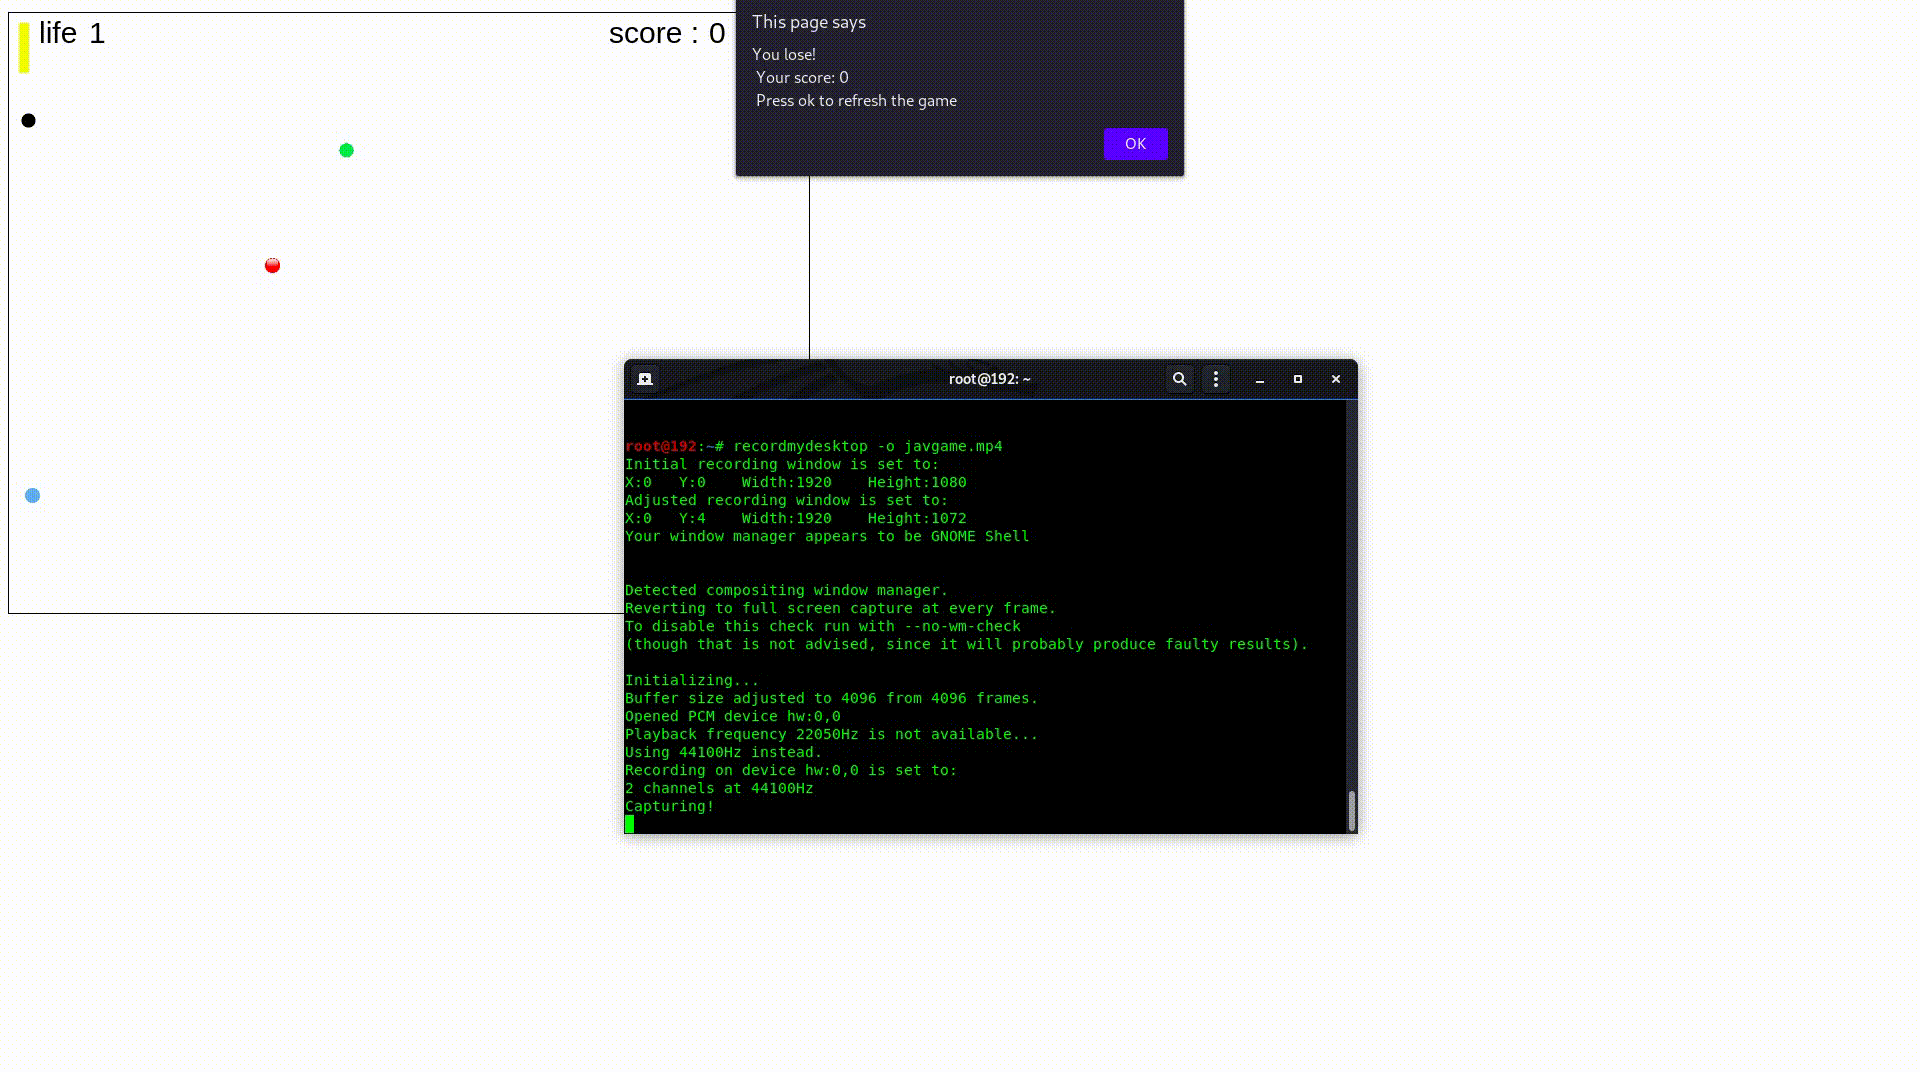 life 1
score : 0
This page says
You lose!
Your score: 0
Press ok to refresh the game
OK
root@192: ~
root@192:~# recordmydesktop -o javgame.mp4
Initial recording window is set to:
X:0   Y:0    Width:1920    Height:1080
Adjusted recording window is set to:
X:0   Y:4    Width:1920    Height:1072
Your window manager appears to be GNOME Shell
Detected compositing window manager.
Reverting to full screen capture at every frame.
To disable this check run with --no-wm-check
(though that is not advised, since it will probably produce faulty results).
Initializing...
Buffer size adjusted to 4096 from 4096 frames.
Opened PCM device hw:0,0
Playback frequency 22050Hz is not available...
Using 44100Hz instead.
Recording on device hw:0,0 is set to:
2 channels at 44100Hz
Capturing!